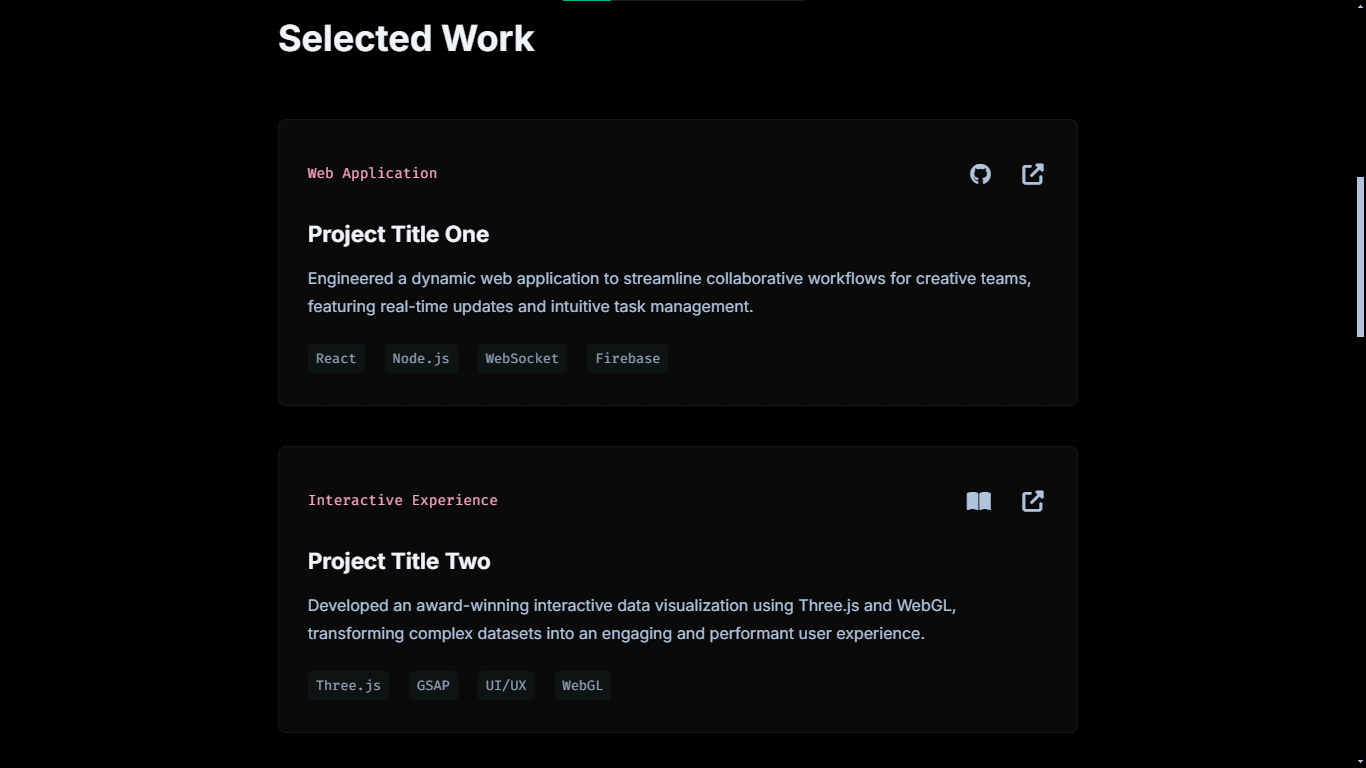 Selected Work
Web Application
Project Title One
Engineered a dynamic web application to streamline collaborative workflows for creative teams,
featuring real-time updates and intuitive task management.
React Node.js WebSocket Firebase
Interactive Experience
Project Title Two
Developed an award-winning interactive data visualization using Three.js and WebGL,
transforming complex datasets into an engaging and performant user experience.
Three.js GSAP UI/UX WebGL